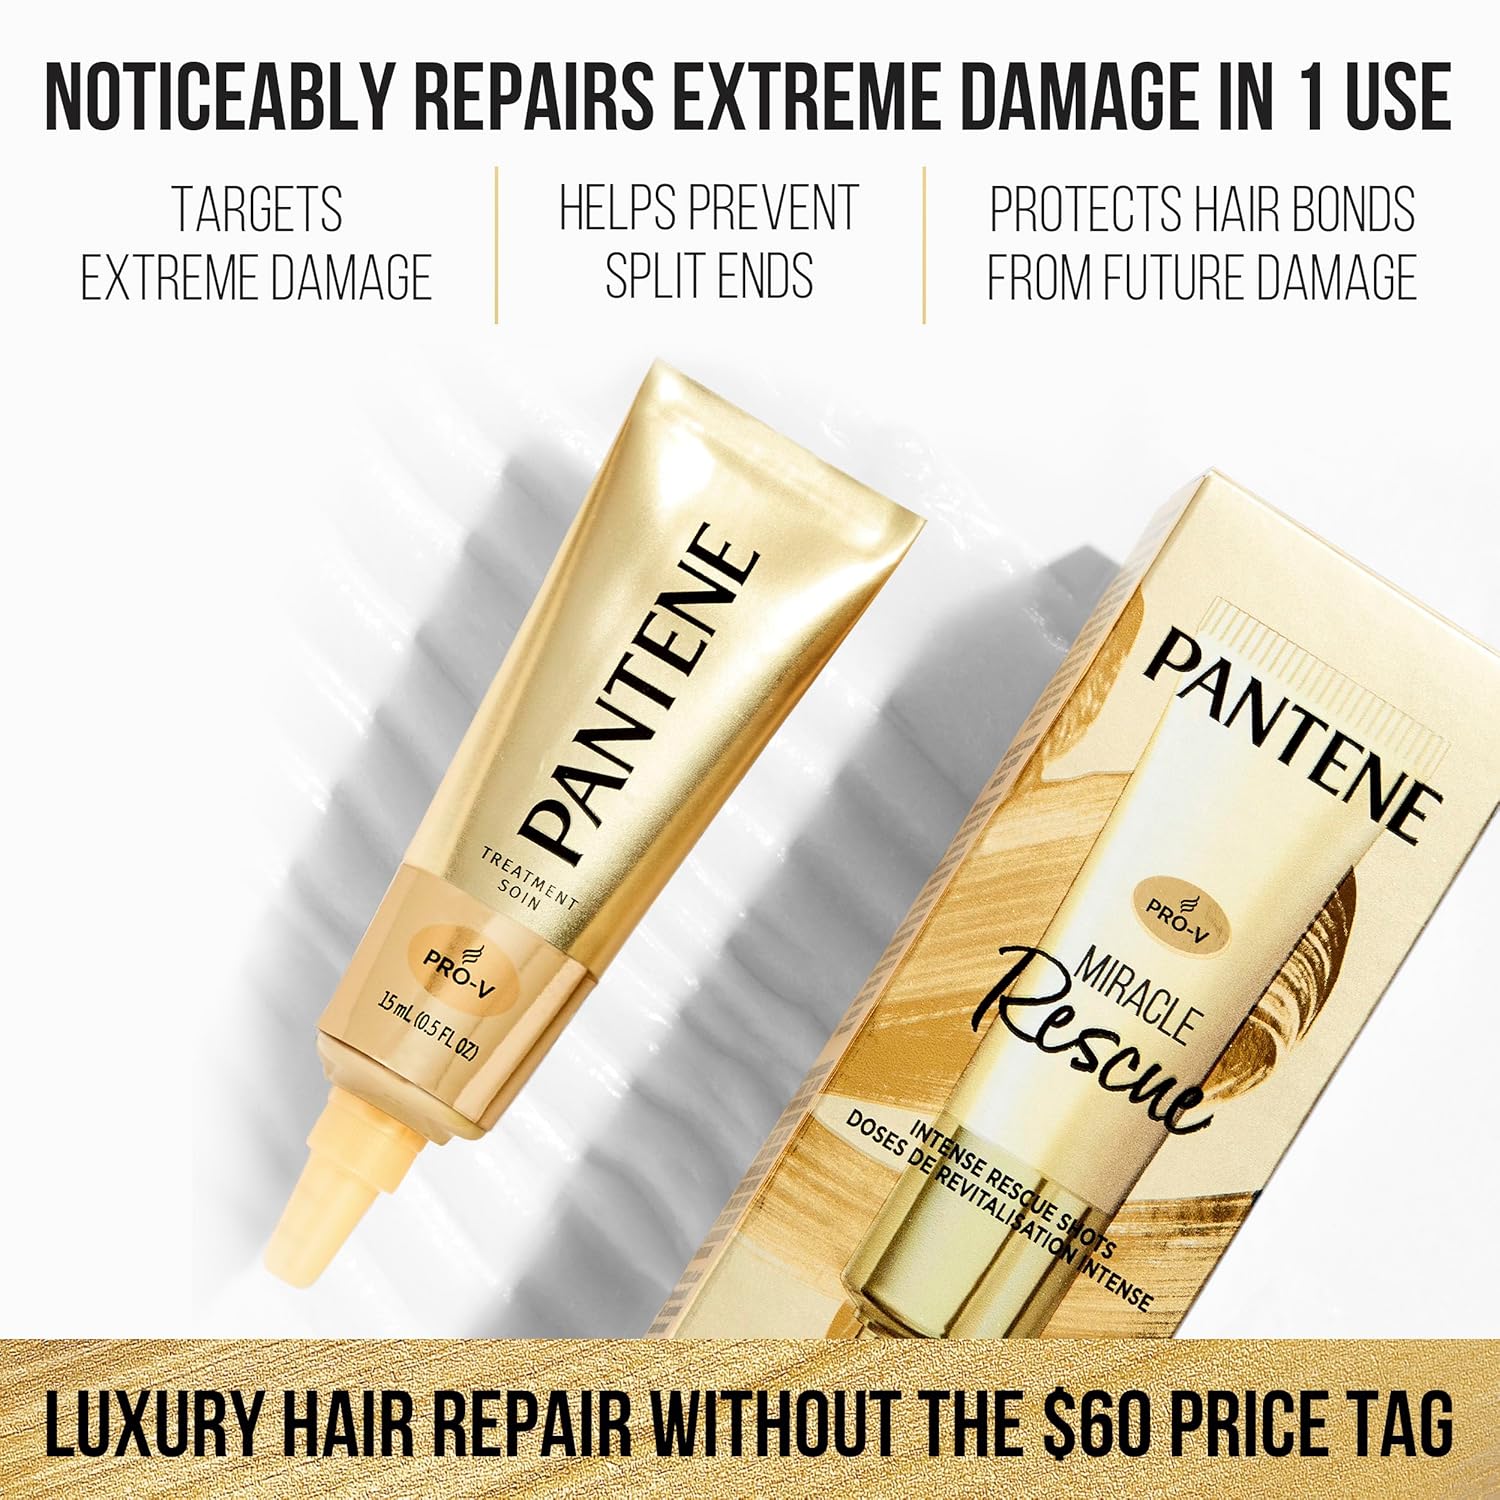 NOTICEABLY REPAIRS EXTREME DAMAGE IN 1 USE
TARGETS
EXTREME DAMAGE
HELPS PREVENT
SPLIT ENDS
PROTECTS HAIR BONDS
FROM FUTURE DAMAGE
PANTENE
TREATMENT
SOIN
PRO-V
15 mL (0.5 FL OZ)
PANTENE
PRO-V
MIRACLE
Rescue
INTENSE RESCUE SHOTS
DOSES DE REVITALISATION INTENSE
LUXURY HAIR REPAIR WITHOUT THE $60 PRICE TAG